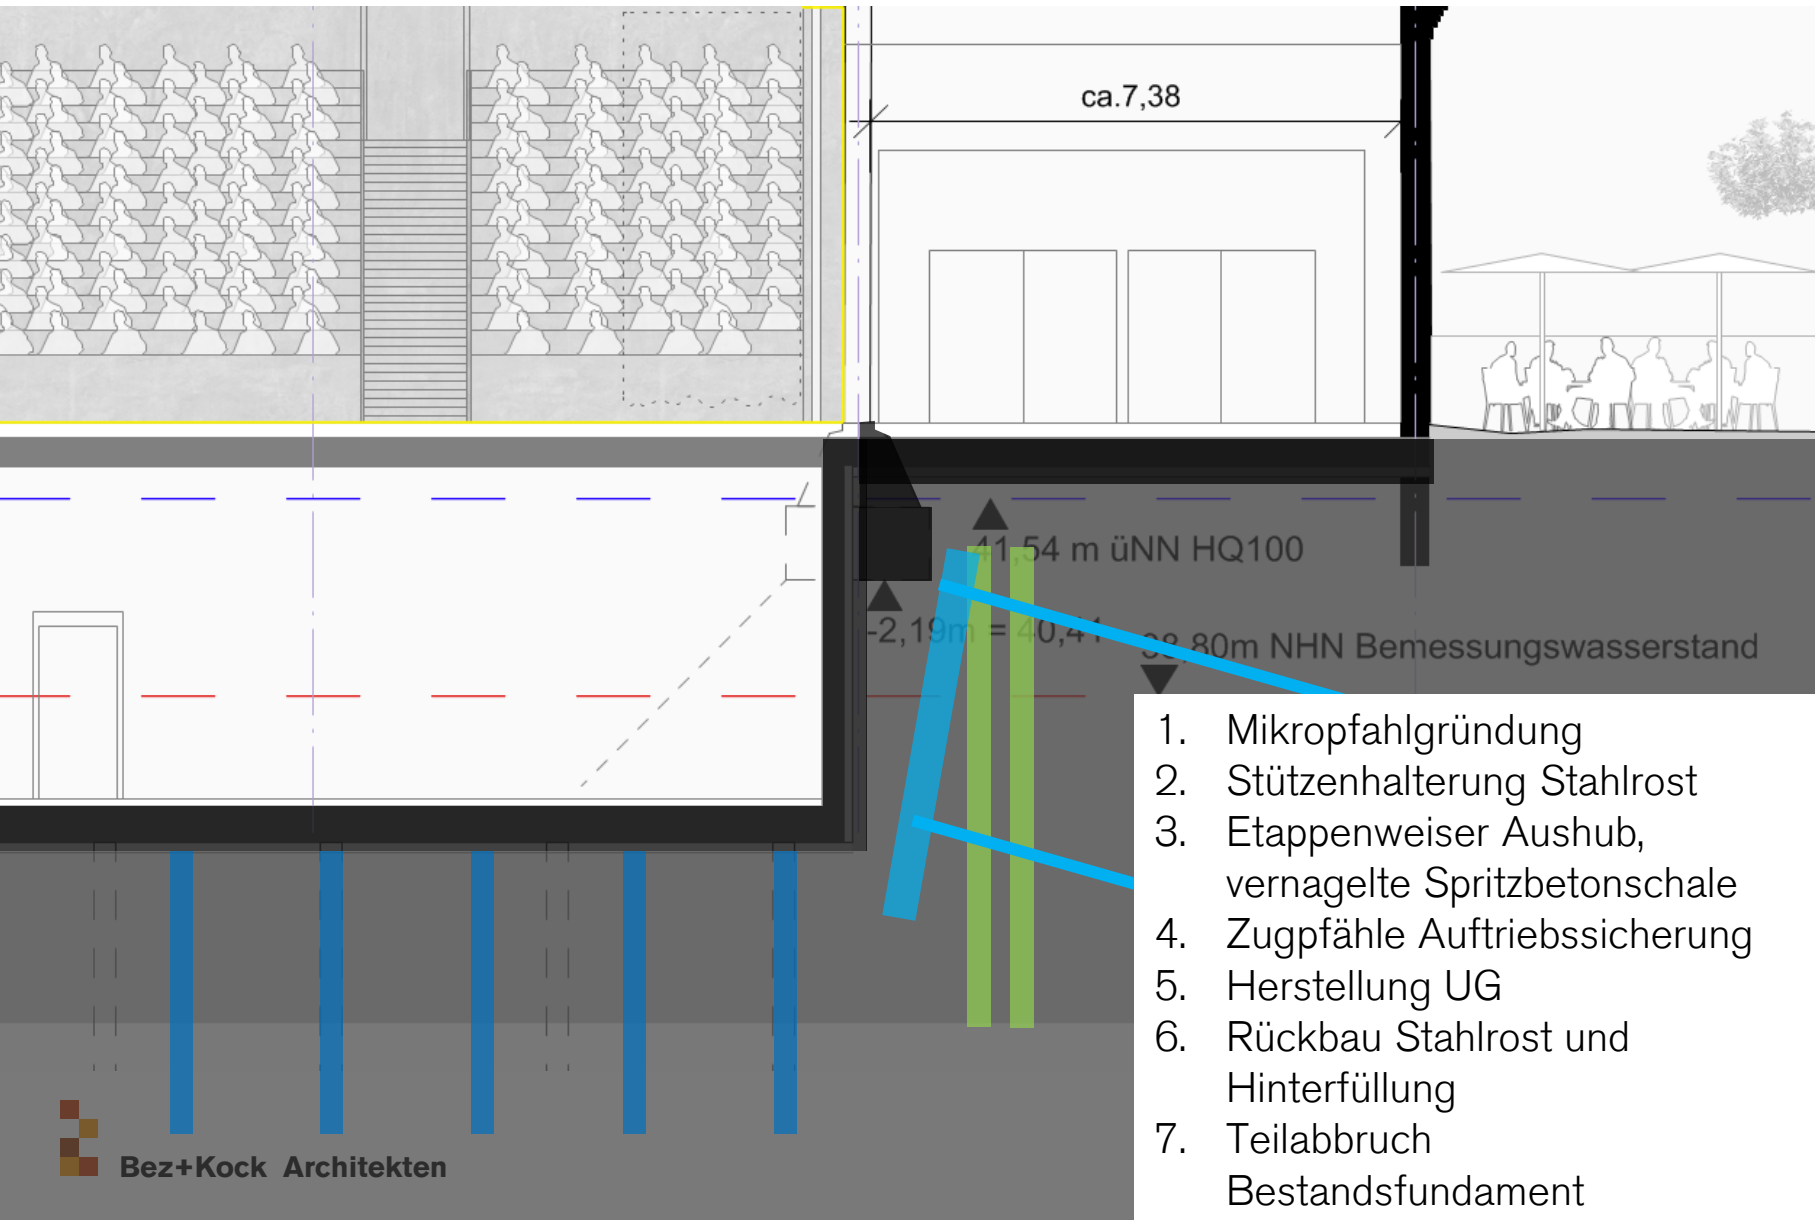 ca.7,38
41,54 m üNN HQ100
-2,19m = 40,41
38,80m NHN Bemessungswasserstand
1. Mikropfahlgründung
2. Stützenhalterung Stahlrost
3. Etappenweiser Aushub,
vernagelte Spritzbetonschale
4. Zugpfähle Auftriebssicherung
5. Herstellung UG
6. Rückbau Stahlrost und
Hinterfüllung
7. Teilabbruch
Bestandsfundament
Bez+Kock Architekten